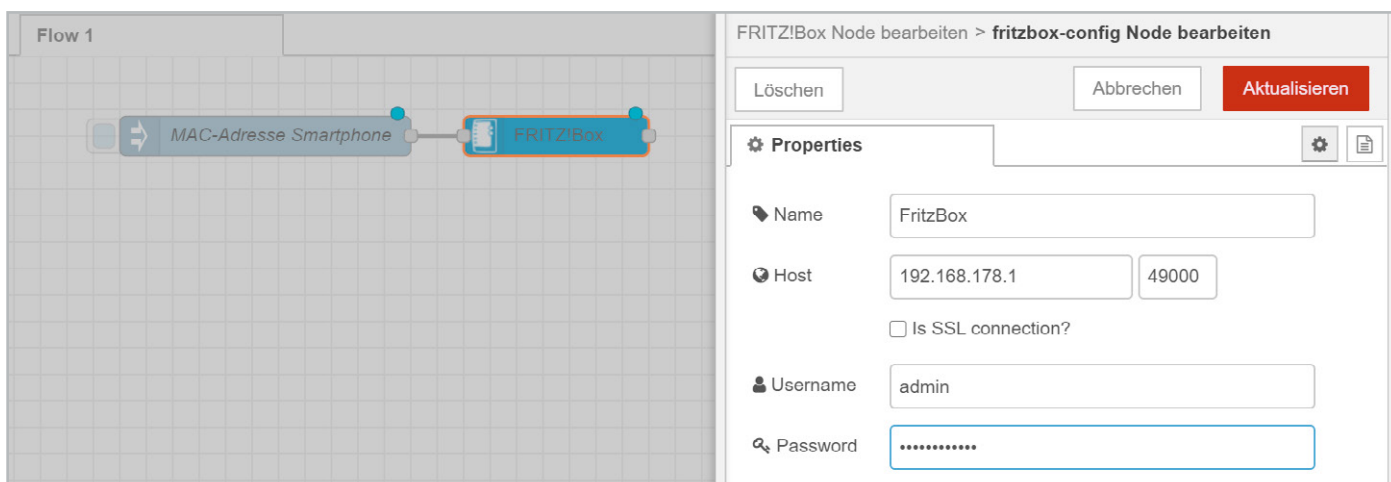 Flow 1
MAC-Adresse Smartphone
FRITZ!Box
FRITZ!Box Node bearbeiten > fritzbox-config Node bearbeiten
Löschen
Abbrechen
Aktualisieren
Properties
Name
FritzBox
Host
192.168.178.1
49000
Is SSL connection?
Username
admin
Password
••••••••••••